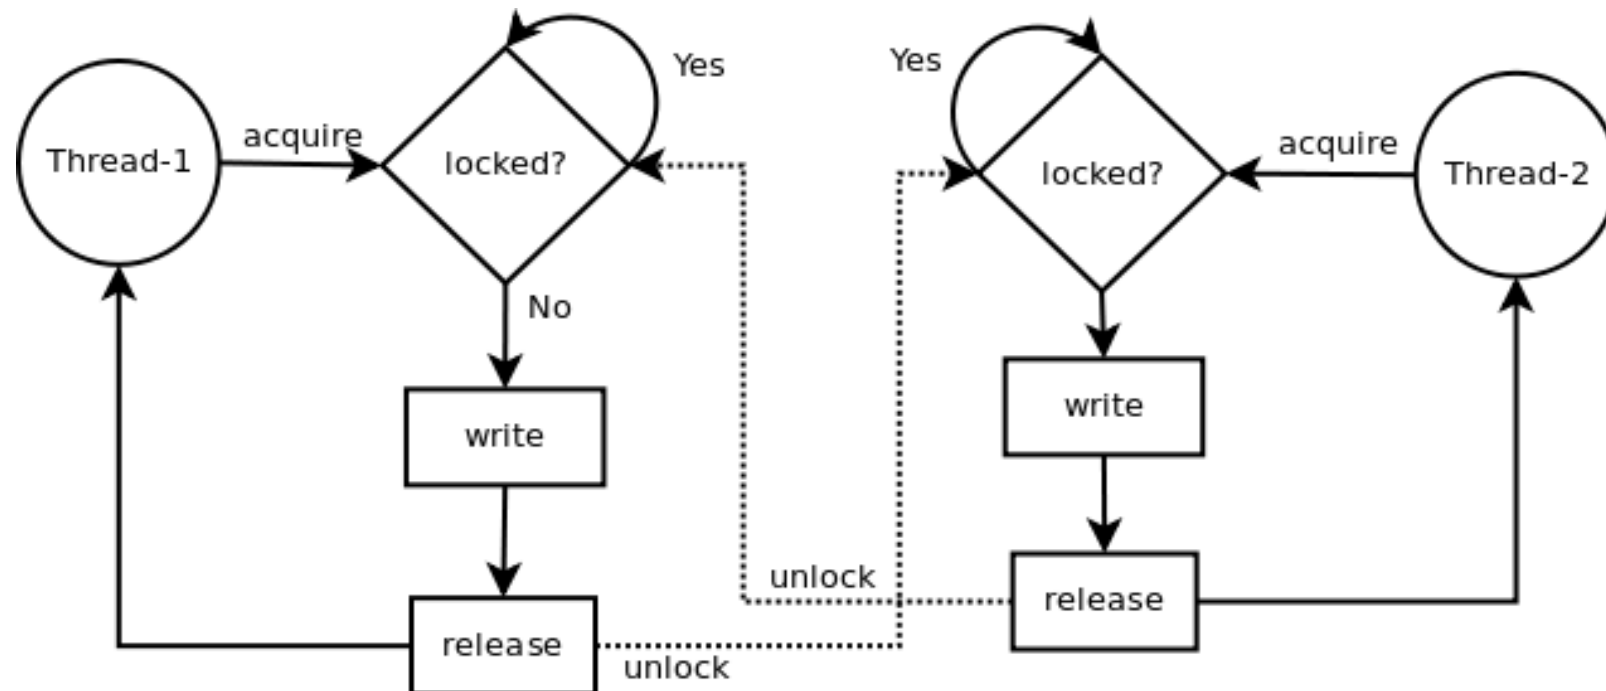 Yes
Yes
acquire
Thread-1
locked?
locked?
acquire
Thread-2
No
write
write
unlock
release
release
unlock